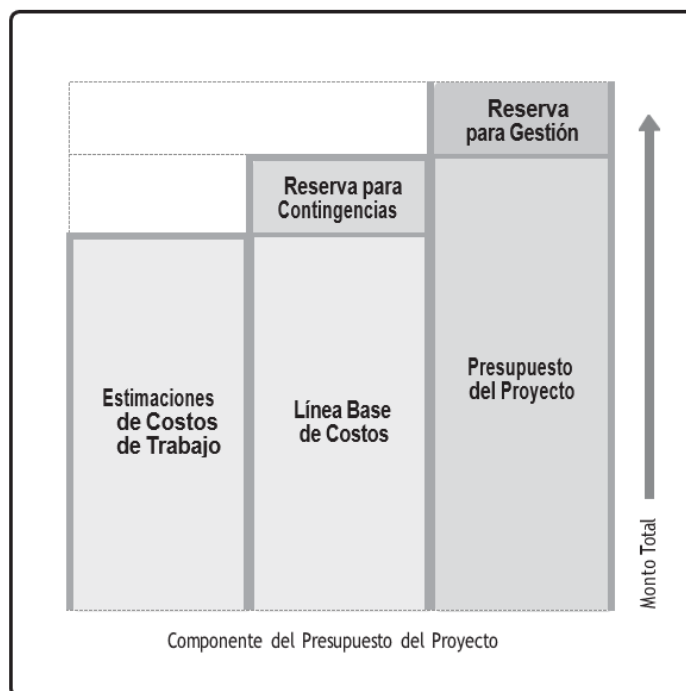 Reserva
para Gestión
Reserva para
Contingencias
Estimaciones
de Costos
de Trabajo
Línea Base
de Costos
Presupuesto
del Proyecto
Monto Total
Componente del Presupuesto del Proyecto